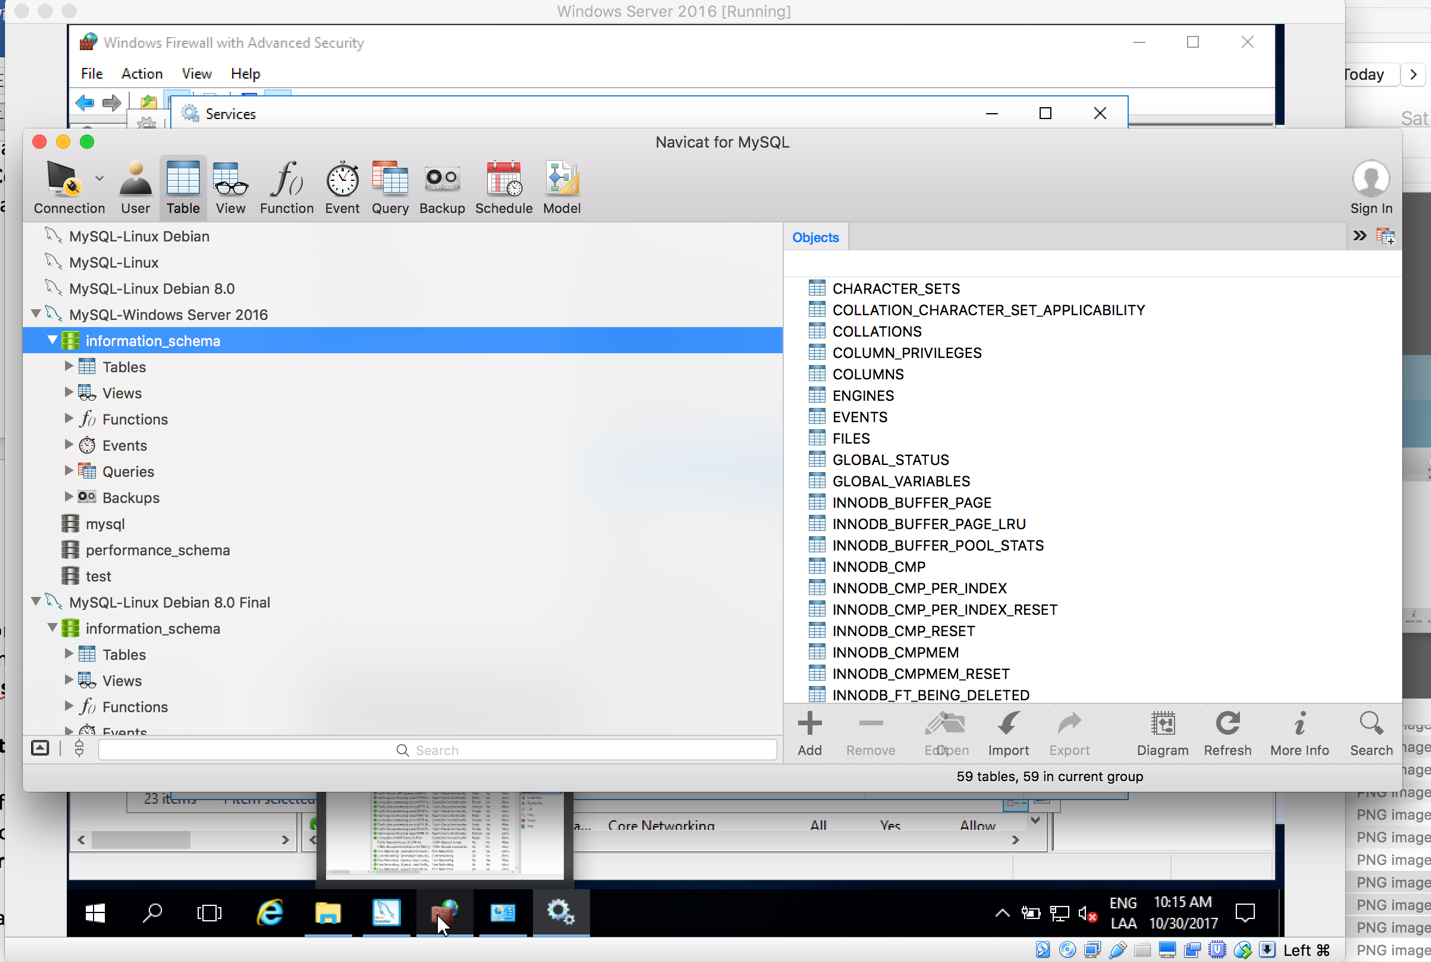 Windows Server 2016 [Running]
Windows Firewall with Advanced Security
File Action View Help
Today
Services
Sat
Navicat for MySQL
Connection User Table View Function Event Query Backup Schedule Model Sign In
MySQL-Linux Debian
MySQL-Linux
MySQL-Linux Debian 8.0
MySQL-Windows Server 2016
information_schema
Tables
Views
Functions
Events
Queries
Backups
mysql
performance_schema
test
MySQL-Linux Debian 8.0 Final
information_schema
Tables
Views
Functions
Events
Search
Objects
CHARACTER_SETS
COLLATION_CHARACTER_SET_APPLICABILITY
COLLATIONS
COLUMN_PRIVILEGES
COLUMNS
ENGINES
EVENTS
FILES
GLOBAL_STATUS
GLOBAL_VARIABLES
INNODB_BUFFER_PAGE
INNODB_BUFFER_PAGE_LRU
INNODB_BUFFER_POOL_STATS
INNODB_CMP
INNODB_CMP_PER_INDEX
INNODB_CMP_PER_INDEX_RESET
INNODB_CMP_RESET
INNODB_CMPMEM
INNODB_CMPMEM_RESET
INNODB_FT_BEING_DELETED
Add Remove Open Import Export Diagram Refresh More Info Search
59 tables, 59 in current group
23 items 1 item selected
Core Networking All Yes Allow
PNG image
PNG image
PNG image
PNG image
PNG image
PNG image
PNG image
PNG image
ENG 10:15 AM
LAA 10/30/2017
Left ⌘